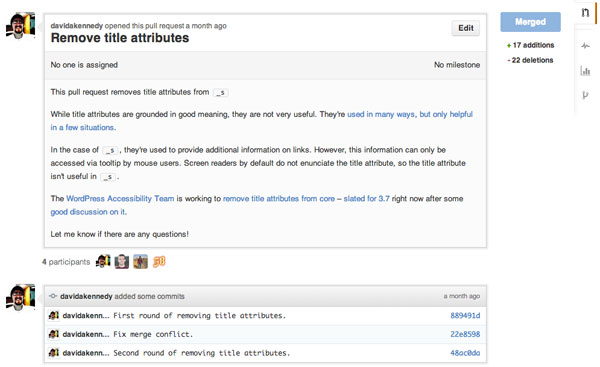 davidakennedy opened this pull request a month ago
Remove title attributes
Edit
Merged
+ 17 additions
- 22 deletions
No one is assigned
No milestone
This pull request removes title attributes from _s
While title attributes are grounded in good meaning, they are not very useful. They're used in many ways, but only helpful
in a few situations.
In the case of _s , they're used to provide additional information on links. However, this information can only be
accessed via tooltip by mouse users. Screen readers by default do not enunciate the title attribute, so the title attribute
isn't useful in _s .
The WordPress Accessibility Team is working to remove title attributes from core – slated for 3.7 right now after some
good discussion on it.
Let me know if there are any questions!
4 participants
davidakennedy added some commits
a month ago
davidakenn... First round of removing title attributes. 889491d
davidakenn... Fix merge conflict. 22e8598
davidakenn... Second round of removing title attributes. 48ac0da